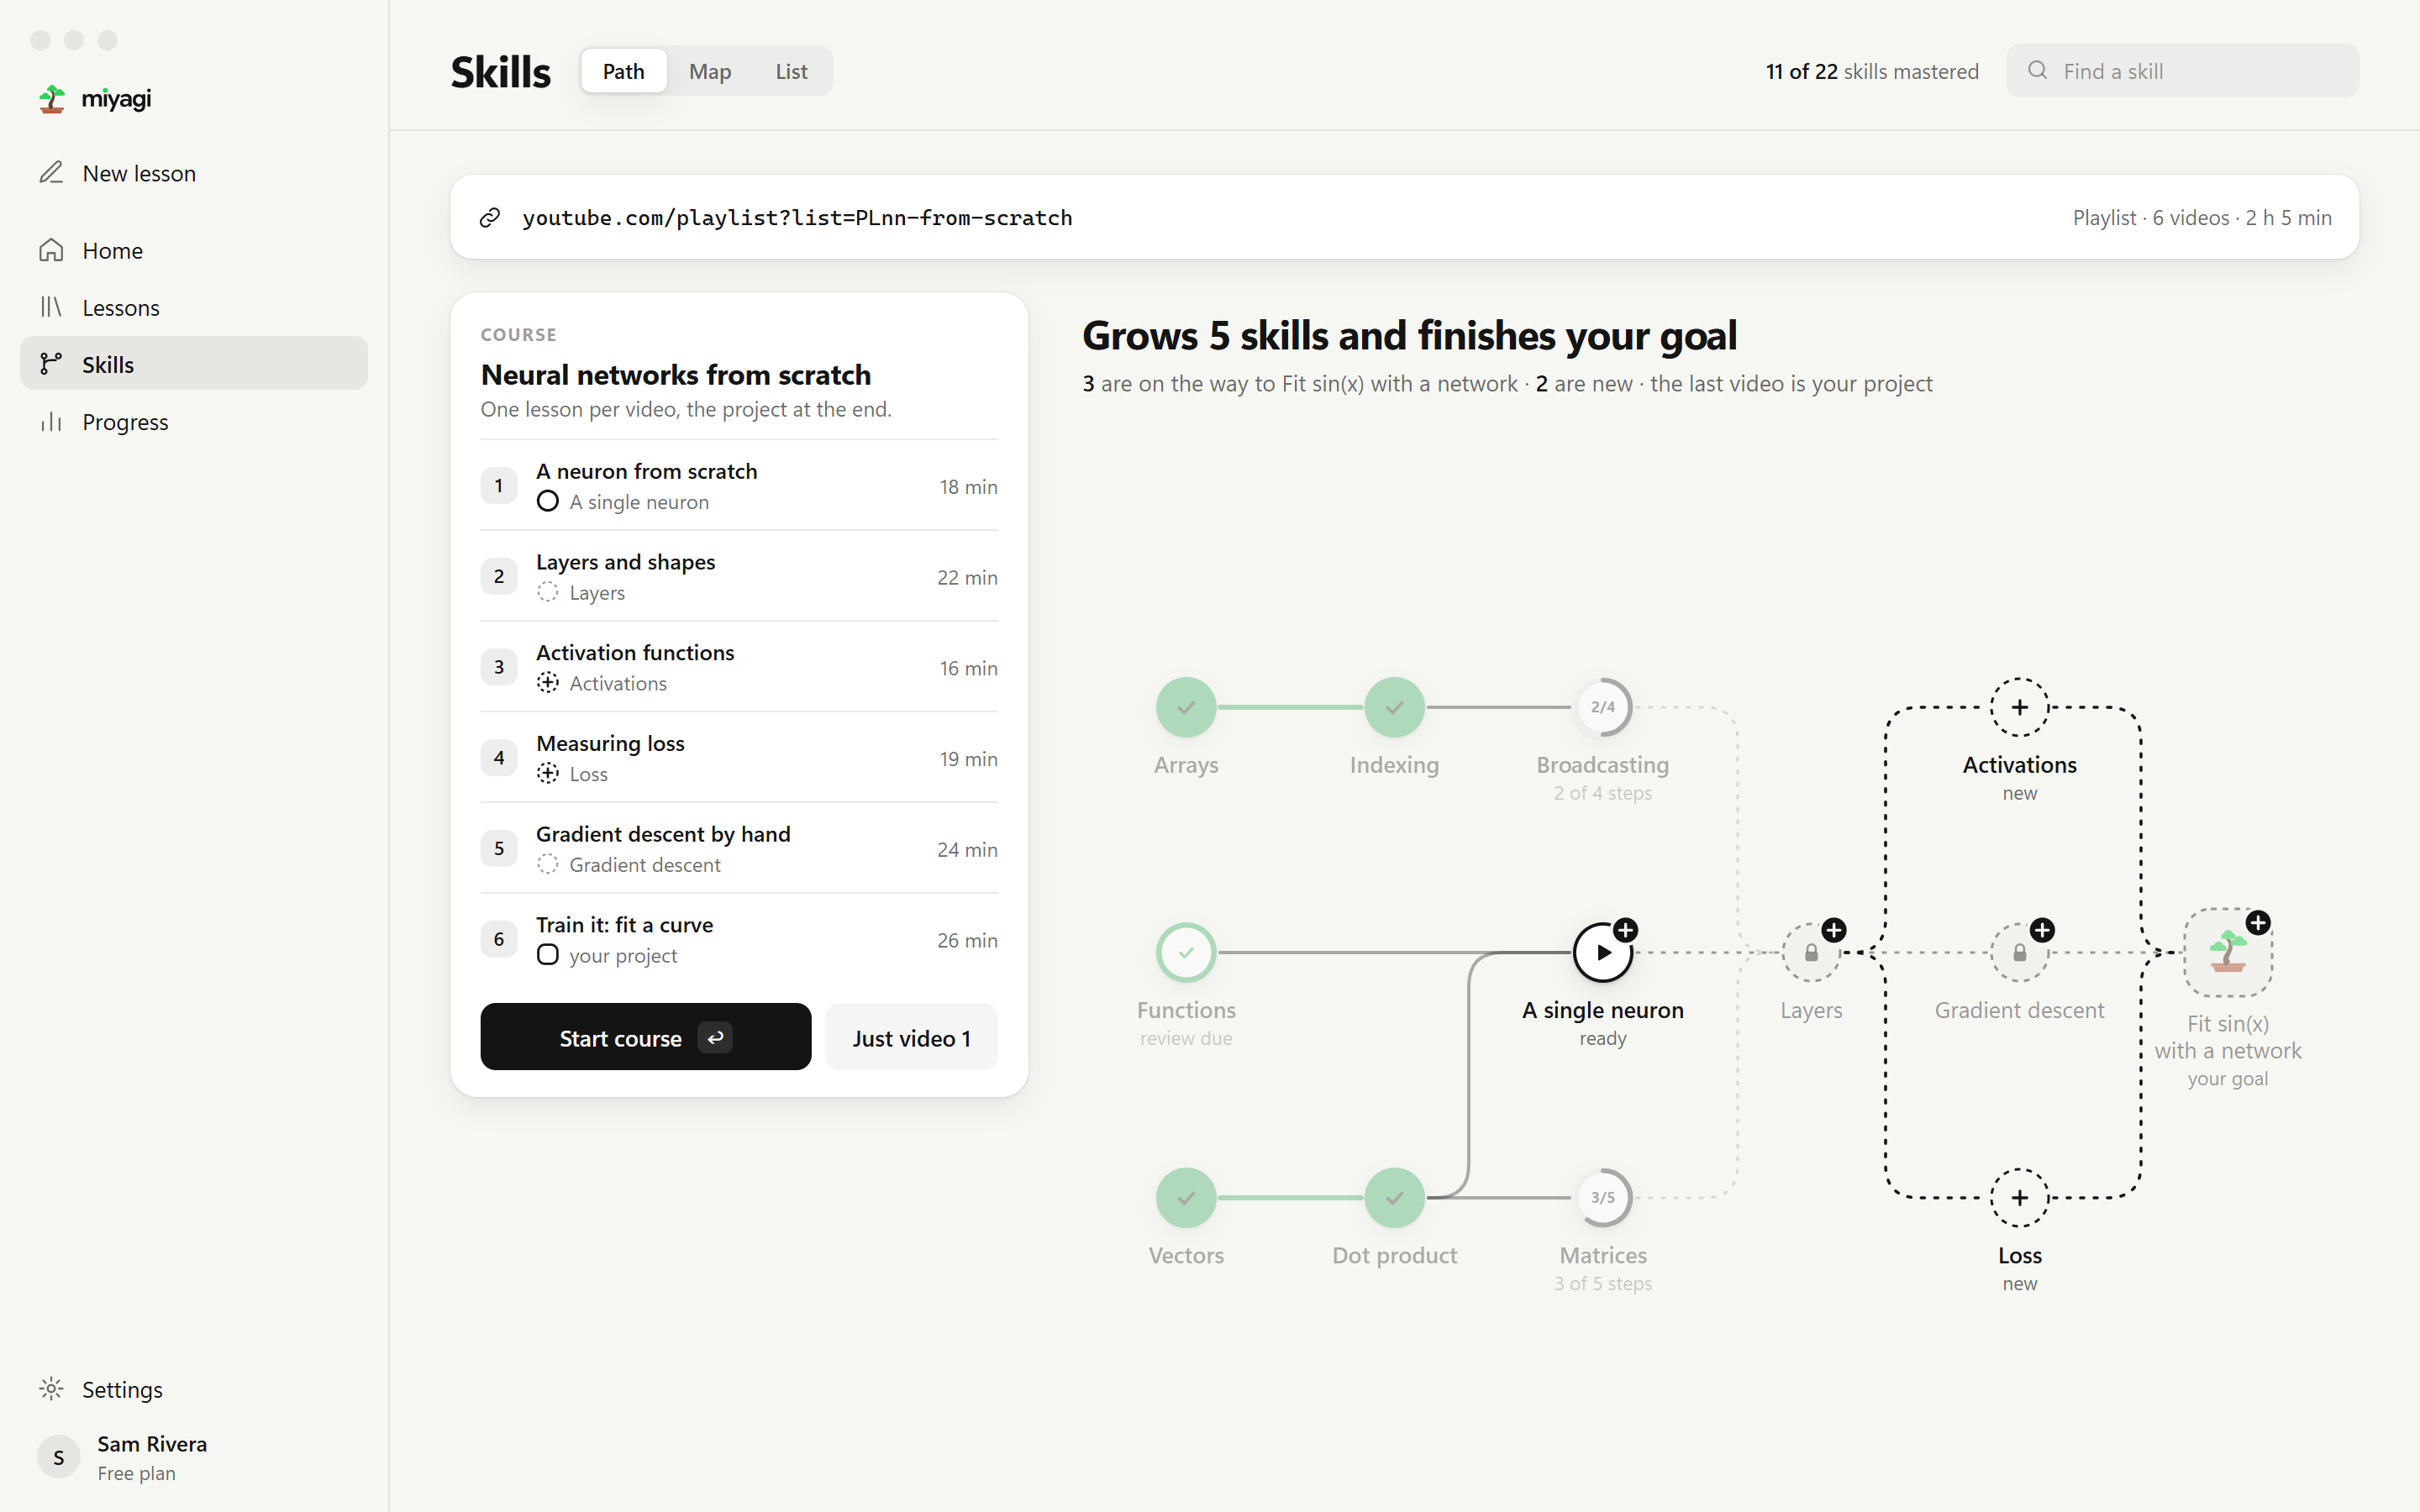 miyagi
New lesson
Home
Lessons
Skills
Progress
Settings
S
Sam Rivera
Free plan
Skills
Path
Map
List
11 of 22 skills mastered
Find a skill
youtube.com/playlist?list=PLnn-from-scratch
Playlist · 6 videos · 2 h 5 min
COURSE
Neural networks from scratch
One lesson per video, the project at the end.
1
A neuron from scratch
A single neuron
18 min
2
Layers and shapes
Layers
22 min
3
Activation functions
Activations
16 min
4
Measuring loss
Loss
19 min
5
Gradient descent by hand
Gradient descent
24 min
6
Train it: fit a curve
your project
26 min
Start course
Just video 1
Grows 5 skills and finishes your goal
3 are on the way to Fit sin(x) with a network · 2 are new · the last video is your project
Arrays
Indexing
2/4
Broadcasting
2 of 4 steps
Activations
new
Functions
review due
A single neuron
ready
Layers
Gradient descent
Fit sin(x)
with a network
your goal
Vectors
Dot product
3/5
Matrices
3 of 5 steps
Loss
new